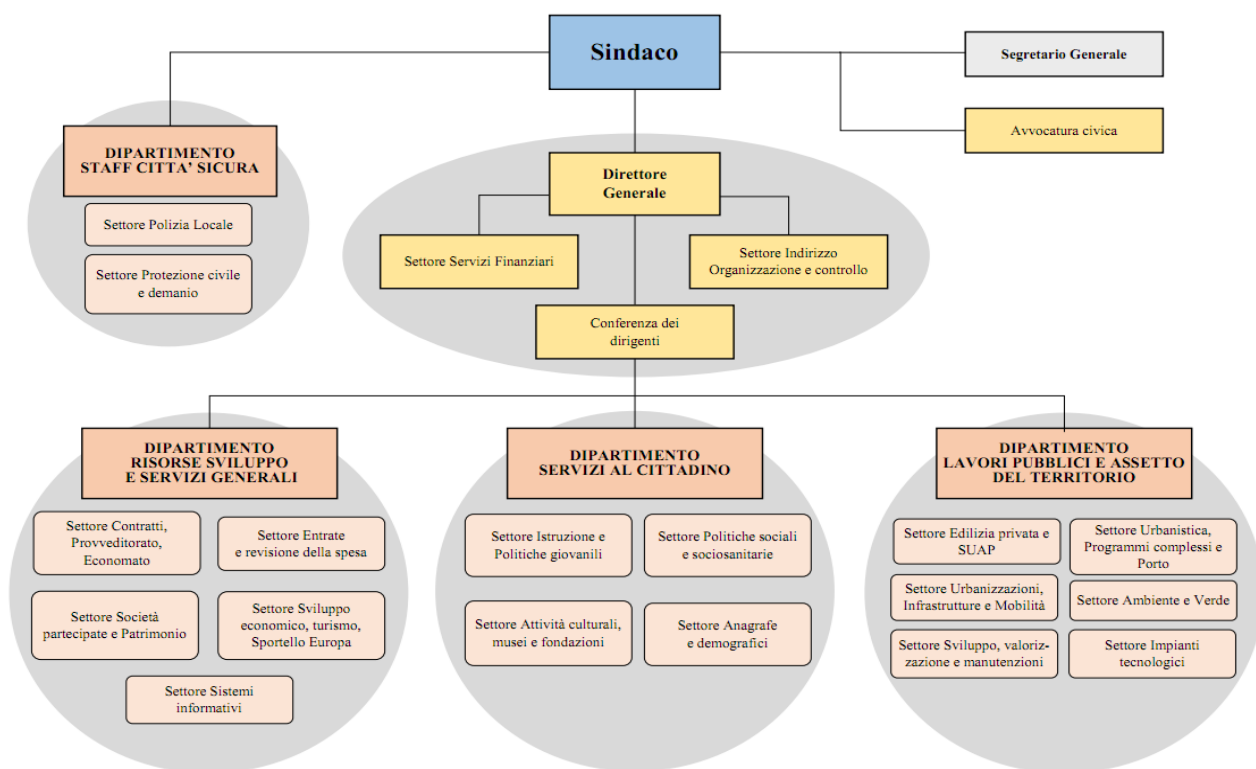 Sindaco
Segretario Generale
Avvocatura civica
DIPARTIMENTO
STAFF CITTA’ SICURA
Settore Polizia Locale
Settore Protezione civile
e demanio
Direttore
Generale
Settore Servizi Finanziari
Settore Indirizzo
Organizzazione e controllo
Conferenza dei
dirigenti
DIPARTIMENTO
RISORSE SVILUPPO
E SERVIZI GENERALI
Settore Contratti,
Provveditorato,
Economato
Settore Entrate
e revisione della spesa
Settore Società
partecipate e Patrimonio
Settore Sviluppo
economico, turismo,
Sportello Europa
Settore Sistemi
informativi
DIPARTIMENTO
SERVIZI AL CITTADINO
Settore Istruzione e
Politiche giovanili
Settore Politiche sociali
e sociosanitarie
Settore Attività culturali,
musei e fondazioni
Settore Anagrafe
e demografici
DIPARTIMENTO
LAVORI PUBBLICI E ASSETTO
DEL TERRITORIO
Settore Edilizia privata e
SUAP
Settore Urbanistica,
Programmi complessi e
Porto
Settore Urbanizzazioni,
Infrastrutture e Mobilità
Settore Ambiente e Verde
Settore Sviluppo, valoriz-
zazione e manutenzioni
Settore Impianti
tecnologici